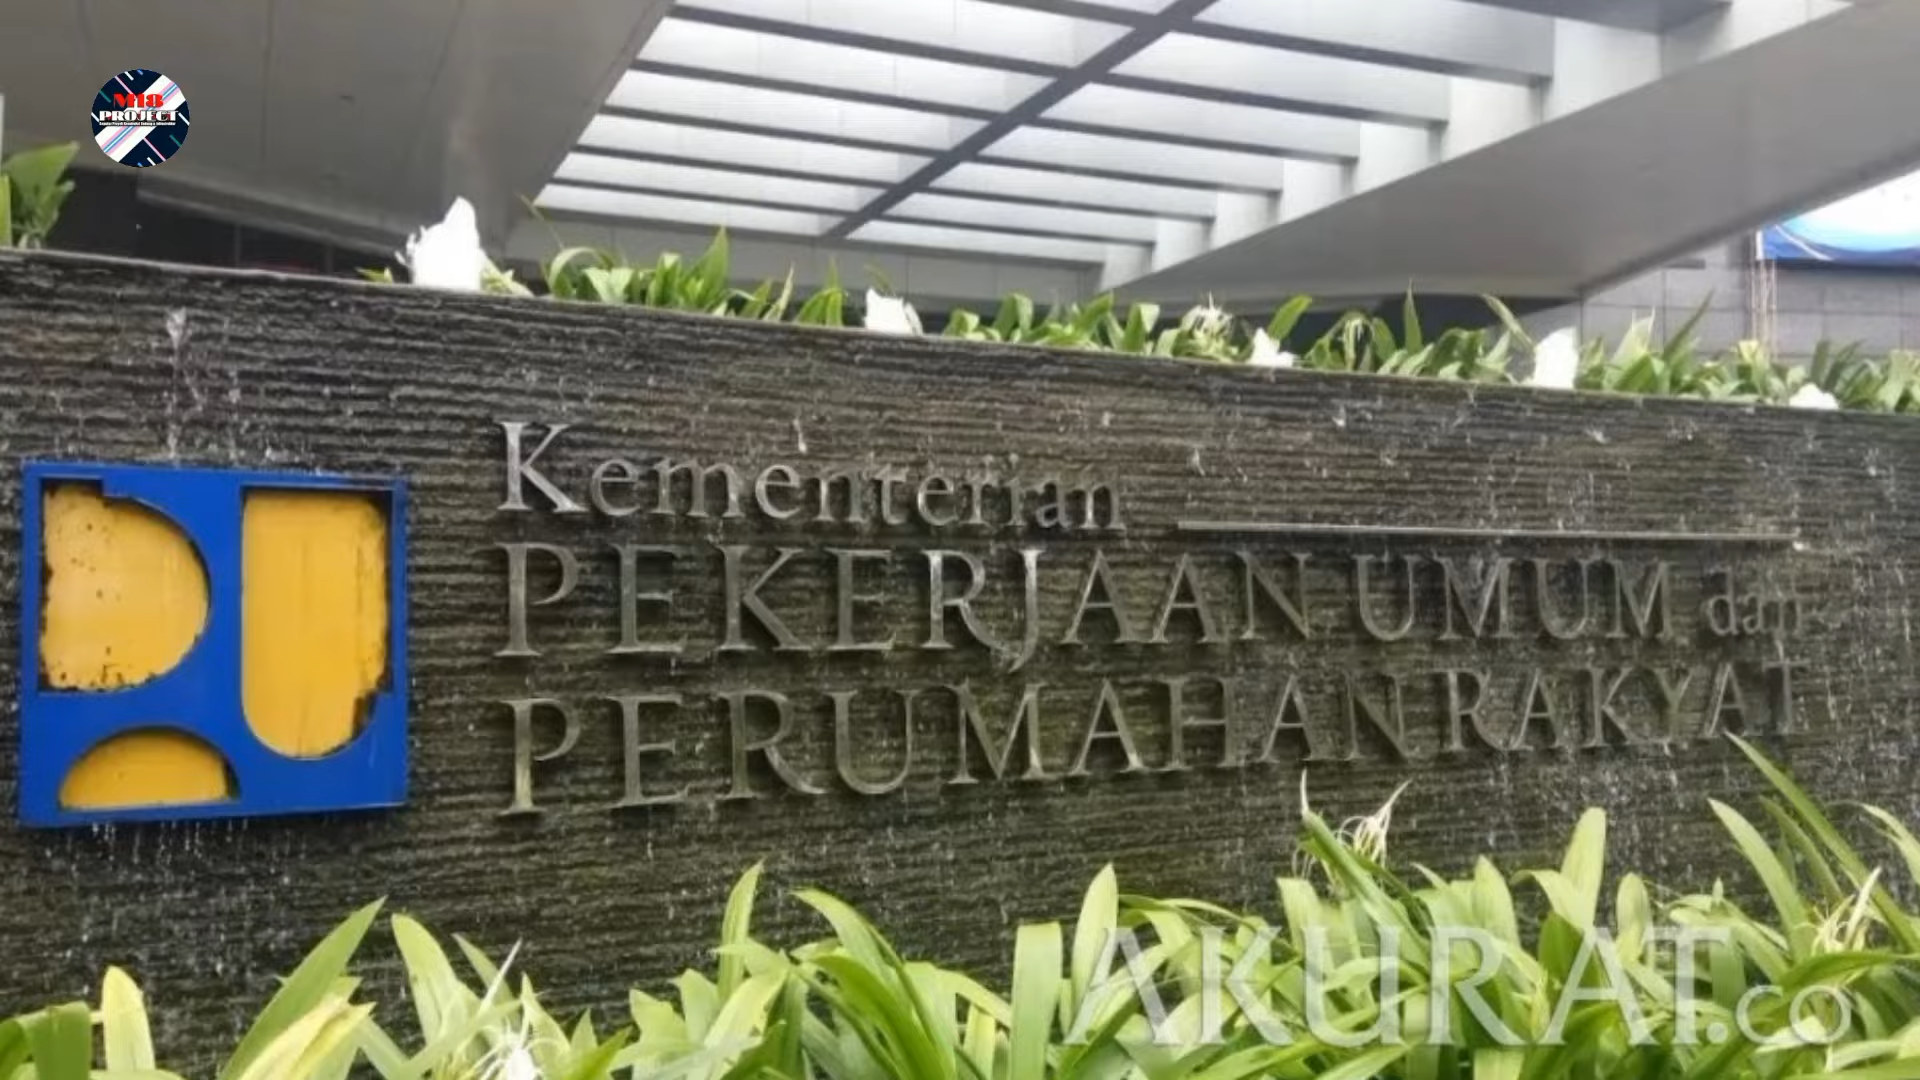 M18
PROJECT
Kementerian
PEKERJAAN UMUM dan
PERUMAHAN RAKYAT
AKURAT.co